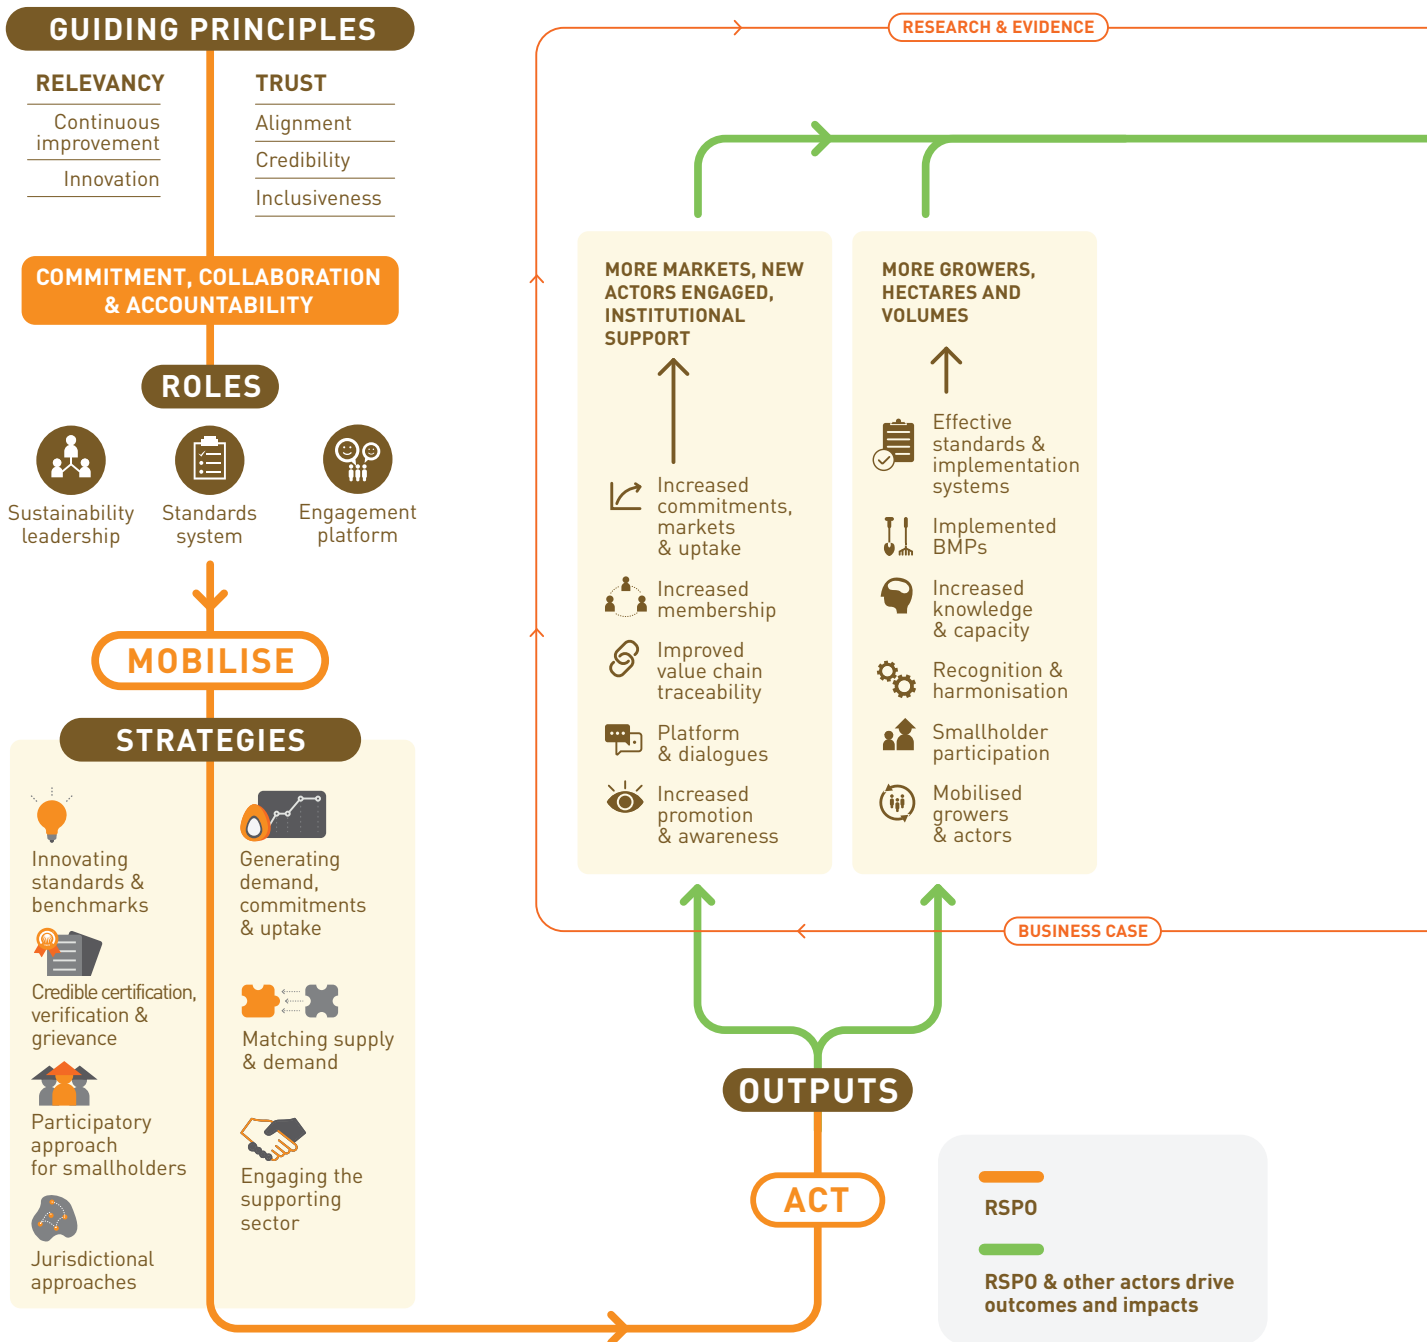 GUIDING PRINCIPLES
RELEVANCY
Continuous
improvement
Innovation
TRUST
Alignment
Credibility
Inclusiveness
COMMITMENT, COLLABORATION
& ACCOUNTABILITY
ROLES
Sustainability
leadership
Standards
system
Engagement
platform
MOBILISE
STRATEGIES
Innovating
standards &
benchmarks
Credible certification,
verification &
grievance
Participatory
approach
for smallholders
Jurisdictional
approaches
Generating
demand,
commitments
& uptake
Matching supply
& demand
Engaging the
supporting
sector
ACT
OUTPUTS
RESEARCH & EVIDENCE
MORE MARKETS, NEW
ACTORS ENGAGED,
INSTITUTIONAL
SUPPORT
Increased
commitments,
markets
& uptake
Increased
membership
Improved
value chain
traceability
Platform
& dialogues
Increased
promotion
& awareness
MORE GROWERS,
HECTARES AND
VOLUMES
Effective
standards &
implementation
systems
Implemented
BMPs
Increased
knowledge
& capacity
Recognition &
harmonisation
Smallholder
participation
Mobilised
growers
& actors
BUSINESS CASE
RSPO
RSPO & other actors drive
outcomes and impacts